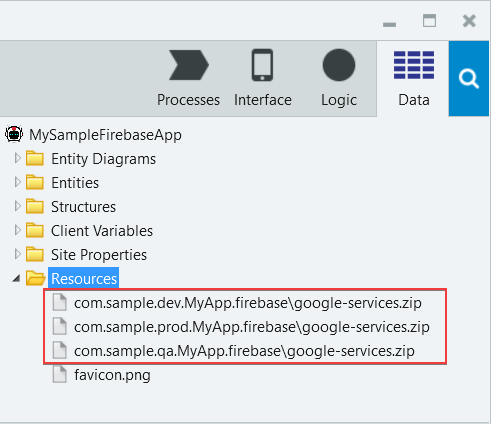 Processes Interface Logic Data
MySampleFirebaseApp
Entity Diagrams
Entities
Structures
Client Variables
Site Properties
Resources
com.sample.dev.MyApp.firebase\google-services.zip
com.sample.prod.MyApp.firebase\google-services.zip
com.sample.qa.MyApp.firebase\google-services.zip
favicon.png